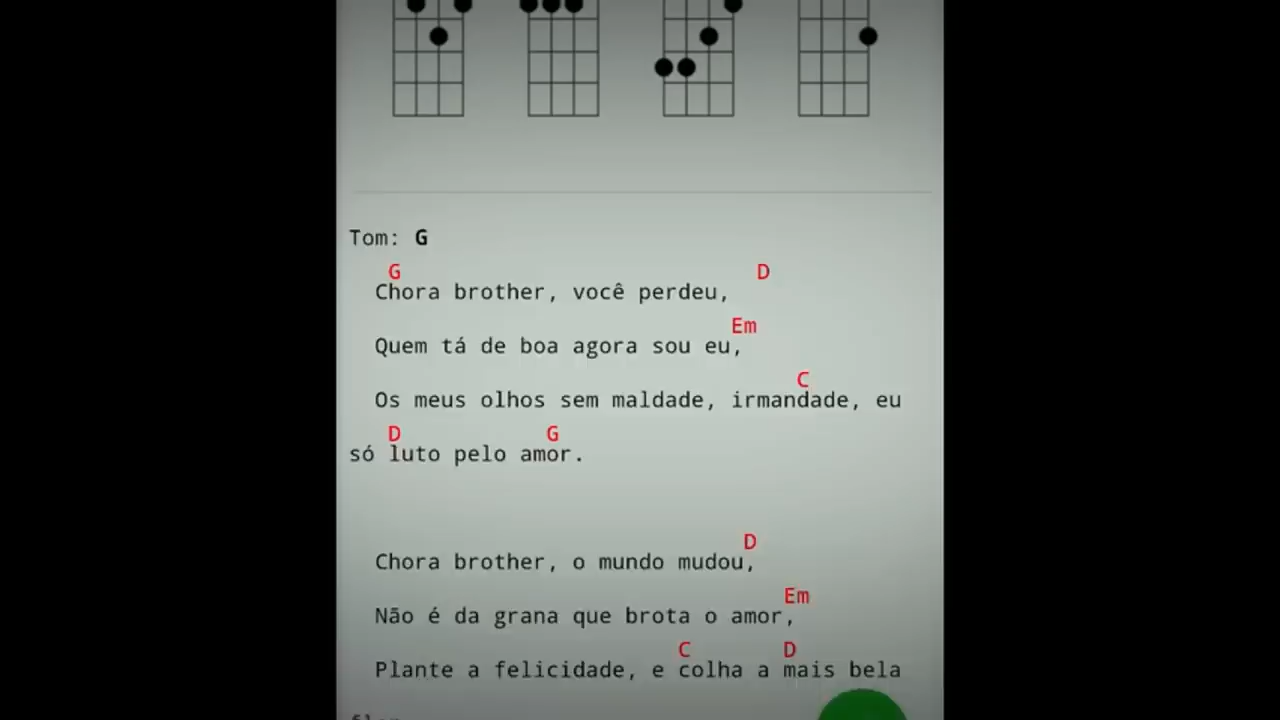 Tom: G
G D
Chora brother, você perdeu,
Em
Quem tá de boa agora sou eu,
C
Os meus olhos sem maldade, irmandade, eu
D G
só luto pelo amor.
D
Chora brother, o mundo mudou,
Em
Não é da grana que brota o amor,
C D
Plante a felicidade, e colha a mais bela